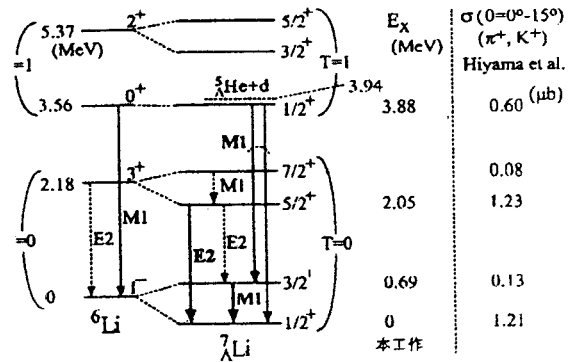 2⁺ 5/2⁺ E_X σ(θ=0°-15°)
5.37 (MeV) (π⁺, K⁺)
(MeV) 3/2⁺
=1 T=1 Hiyama et al.
0⁺ ⁵ΛHe+d 3.94 (μb)
3.56 1/2⁺ 3.88 0.60
M1
3⁺ 7/2⁺ 0.08
2.18 M1
5/2⁺ 2.05 1.23
M1
=0 E2 E2 E2 T=0
1⁻ 3/2⁺ 0.69 0.13
0 M1
1/2⁺ 0 1.21
⁶Li ⁷ΛLi 本工作